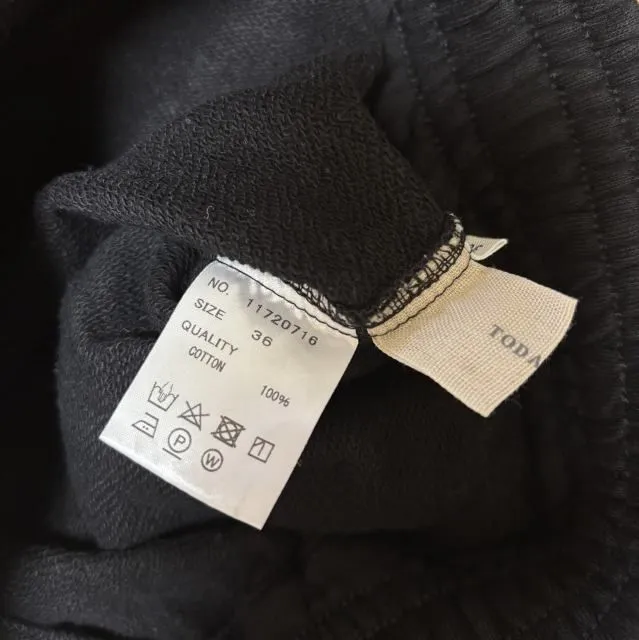 NO. 11720716
SIZE 36
QUALITY
COTTON 100%
P
W
TODA